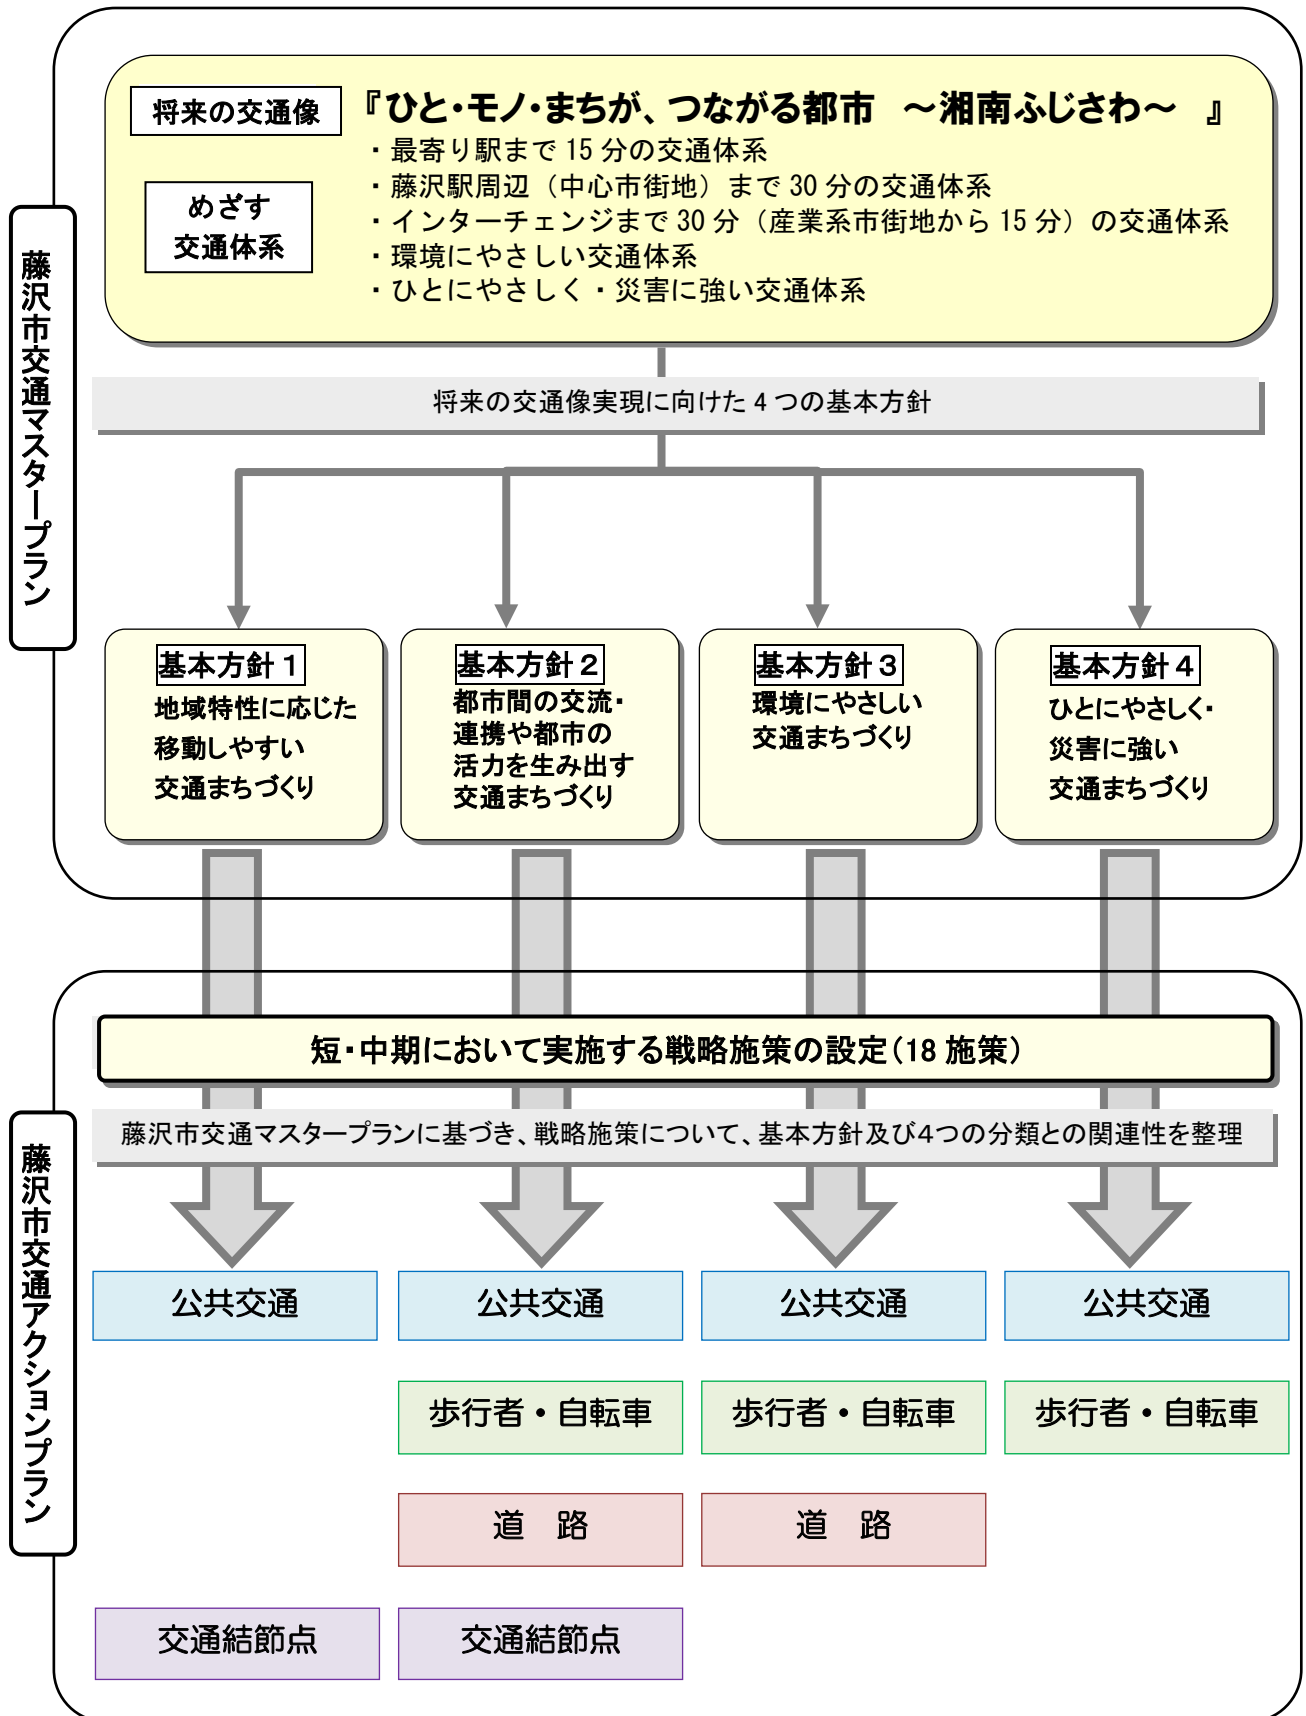 藤沢市交通マスタープラン
将来の交通像
『ひと・モノ・まちが、つながる都市　～湘南ふじさわ～　』
めざす
交通体系
・最寄り駅まで 15 分の交通体系
・藤沢駅周辺（中心市街地）まで 30 分の交通体系
・インターチェンジまで 30 分（産業系市街地から 15 分）の交通体系
・環境にやさしい交通体系
・ひとにやさしく・災害に強い交通体系
将来の交通像実現に向けた 4 つの基本方針
基本方針１
地域特性に応じた
移動しやすい
交通まちづくり
基本方針２
都市間の交流・
連携や都市の
活力を生み出す
交通まちづくり
基本方針３
環境にやさしい
交通まちづくり
基本方針４
ひとにやさしく・
災害に強い
交通まちづくり
藤沢市交通アクションプラン
短・中期において実施する戦略施策の設定（18 施策）
藤沢市交通マスタープランに基づき、戦略施策について、基本方針及び４つの分類との関連性を整理
公共交通
公共交通
公共交通
公共交通
歩行者・自転車
歩行者・自転車
歩行者・自転車
道　路
道　路
交通結節点
交通結節点